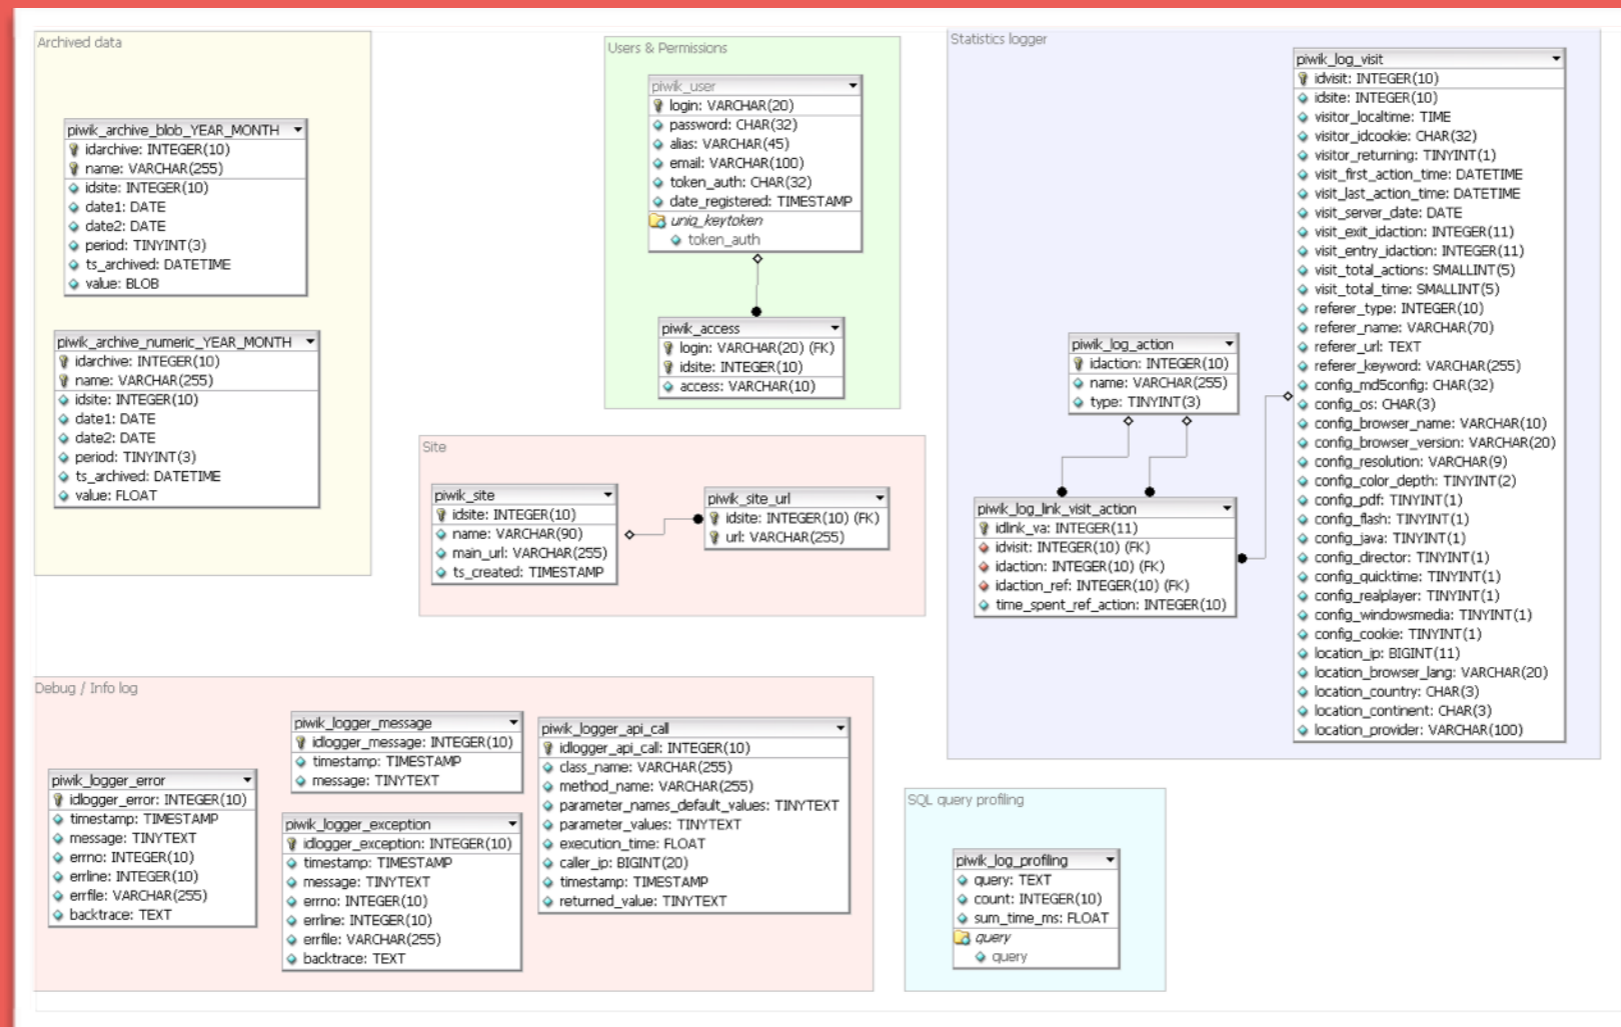 Archived data
piwik_archive_blob_YEAR_MONTH
idarchive: INTEGER(10)
name: VARCHAR(255)
idsite: INTEGER(10)
date1: DATE
date2: DATE
period: TINYINT(3)
ts_archived: DATETIME
value: BLOB
piwik_archive_numeric_YEAR_MONTH
idarchive: INTEGER(10)
name: VARCHAR(255)
idsite: INTEGER(10)
date1: DATE
date2: DATE
period: TINYINT(3)
ts_archived: DATETIME
value: FLOAT
Users & Permissions
piwik_user
login: VARCHAR(20)
password: CHAR(32)
alias: VARCHAR(45)
email: VARCHAR(100)
token_auth: CHAR(32)
date_registered: TIMESTAMP
uniq_keytoken
token_auth
piwik_access
login: VARCHAR(20) (FK)
idsite: INTEGER(10)
access: VARCHAR(10)
Site
piwik_site
idsite: INTEGER(10)
name: VARCHAR(90)
main_url: VARCHAR(255)
ts_created: TIMESTAMP
piwik_site_url
idsite: INTEGER(10) (FK)
url: VARCHAR(255)
Statistics logger
piwik_log_action
idaction: INTEGER(10)
name: VARCHAR(255)
type: TINYINT(3)
piwik_log_link_visit_action
idlink_va: INTEGER(11)
idvisit: INTEGER(10) (FK)
idaction: INTEGER(10) (FK)
idaction_ref: INTEGER(10) (FK)
time_spent_ref_action: INTEGER(10)
piwik_log_visit
idvisit: INTEGER(10)
idsite: INTEGER(10)
visitor_localtime: TIME
visitor_idcookie: CHAR(32)
visitor_returning: TINYINT(1)
visit_first_action_time: DATETIME
visit_last_action_time: DATETIME
visit_server_date: DATE
visit_exit_idaction: INTEGER(11)
visit_entry_idaction: INTEGER(11)
visit_total_actions: SMALLINT(5)
visit_total_time: SMALLINT(5)
referer_type: INTEGER(10)
referer_name: VARCHAR(70)
referer_url: TEXT
referer_keyword: VARCHAR(255)
config_md5config: CHAR(32)
config_os: CHAR(3)
config_browser_name: VARCHAR(10)
config_browser_version: VARCHAR(20)
config_resolution: VARCHAR(9)
config_color_depth: TINYINT(2)
config_pdf: TINYINT(1)
config_flash: TINYINT(1)
config_java: TINYINT(1)
config_director: TINYINT(1)
config_quicktime: TINYINT(1)
config_realplayer: TINYINT(1)
config_windowsmedia: TINYINT(1)
config_cookie: TINYINT(1)
location_ip: BIGINT(11)
location_browser_lang: VARCHAR(20)
location_country: CHAR(3)
location_continent: CHAR(3)
location_provider: VARCHAR(100)
Debug / Info log
piwik_logger_error
idlogger_error: INTEGER(10)
timestamp: TIMESTAMP
message: TINYTEXT
errno: INTEGER(10)
errline: INTEGER(10)
errfile: VARCHAR(255)
backtrace: TEXT
piwik_logger_message
idlogger_message: INTEGER(10)
timestamp: TIMESTAMP
message: TINYTEXT
piwik_logger_exception
idlogger_exception: INTEGER(10)
timestamp: TIMESTAMP
message: TINYTEXT
errno: INTEGER(10)
errline: INTEGER(10)
errfile: VARCHAR(255)
backtrace: TEXT
piwik_logger_api_call
idlogger_api_call: INTEGER(10)
class_name: VARCHAR(255)
method_name: VARCHAR(255)
parameter_names_default_values: TINYTEXT
parameter_values: TINYTEXT
execution_time: FLOAT
caller_ip: BIGINT(20)
timestamp: TIMESTAMP
returned_value: TINYTEXT
SQL query profiling
piwik_log_profiling
query: TEXT
count: INTEGER(10)
sum_time_ms: FLOAT
query
query